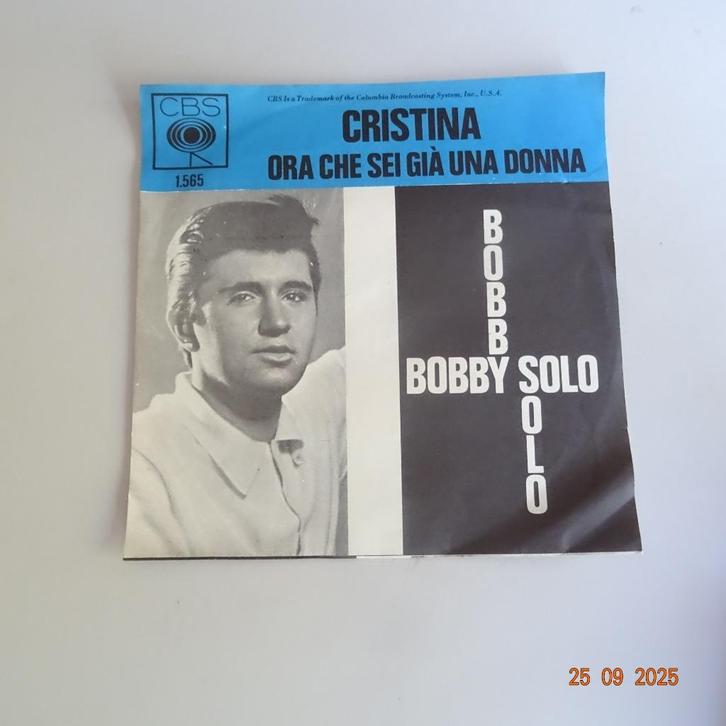 CBS Is a Trademark of the Columbia Broadcasting System, Inc., U.S.A.
CBS
CRISTINA
ORA CHE SEI GIÀ UNA DONNA
1.565
BOBBY SOLO
BOBBY SOLO
25 09 2025